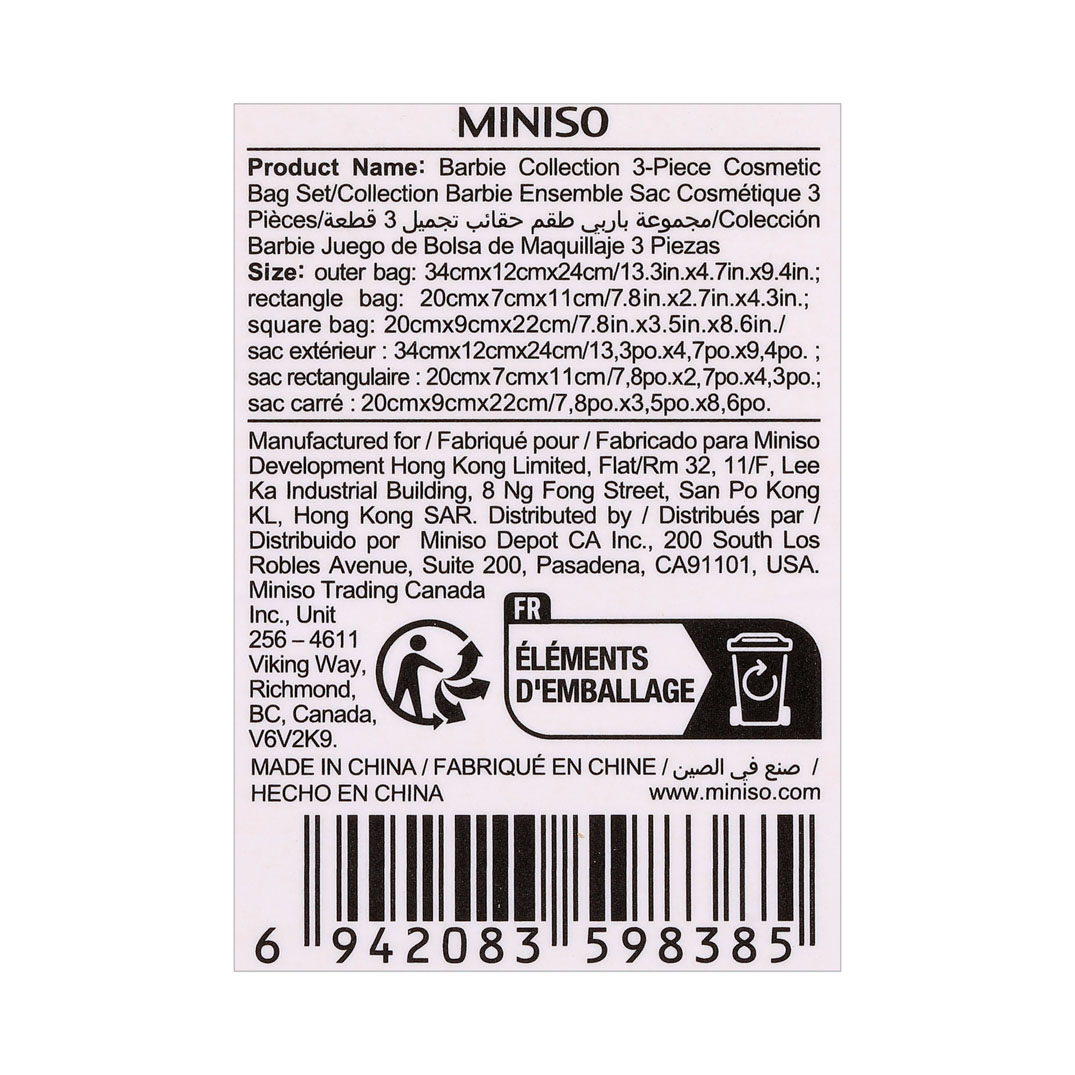 MINISO
Product Name: Barbie Collection 3-Piece Cosmetic
Bag Set/Collection Barbie Ensemble Sac Cosmétique 3
Pièces/مجموعة باربي طقم حقائب تجميل 3 قطعة/Colección
Barbie Juego de Bolsa de Maquillaje 3 Piezas
Size: outer bag: 34cmx12cmx24cm/13.3in.x4.7in.x9.4in.;
rectangle bag: 20cmx7cmx11cm/7.8in.x2.7in.x4.3in.;
square bag: 20cmx9cmx22cm/7.8in.x3.5in.x8.6in./
sac extérieur : 34cmx12cmx24cm/13,3po.x4,7po.x9,4po. ;
sac rectangulaire : 20cmx7cmx11cm/7,8po.x2,7po.x4,3po.;
sac carré : 20cmx9cmx22cm/7,8po.x3,5po.x8,6po.
Manufactured for / Fabriqué pour / Fabricado para Miniso
Development Hong Kong Limited, Flat/Rm 32, 11/F, Lee
Ka Industrial Building, 8 Ng Fong Street, San Po Kong
KL, Hong Kong SAR. Distributed by / Distribués par /
Distribuido por Miniso Depot CA Inc., 200 South Los
Robles Avenue, Suite 200, Pasadena, CA91101, USA.
Miniso Trading Canada
Inc., Unit
256 – 4611
Viking Way,
Richmond,
BC, Canada,
V6V2K9.
FR
ÉLÉMENTS
D'EMBALLAGE
MADE IN CHINA / FABRIQUÉ EN CHINE / صنع في الصين /
HECHO EN CHINA
www.miniso.com
6 942083 598385